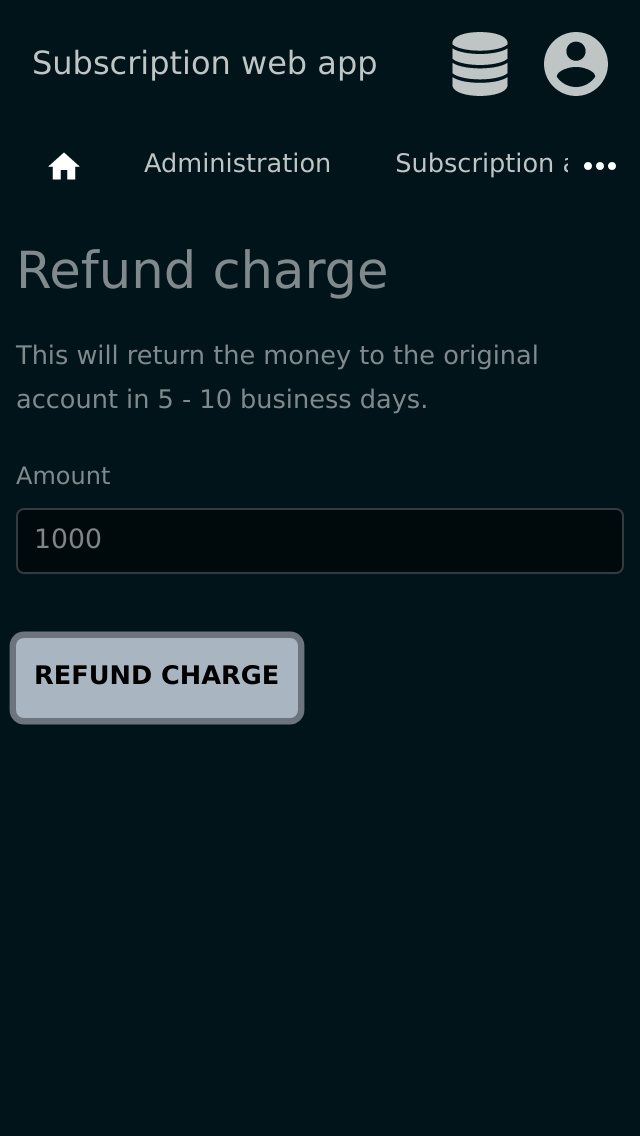 Subscription web app
Administration
Subscription
Refund charge
This will return the money to the original
account in 5 - 10 business days.
Amount
1000
REFUND CHARGE